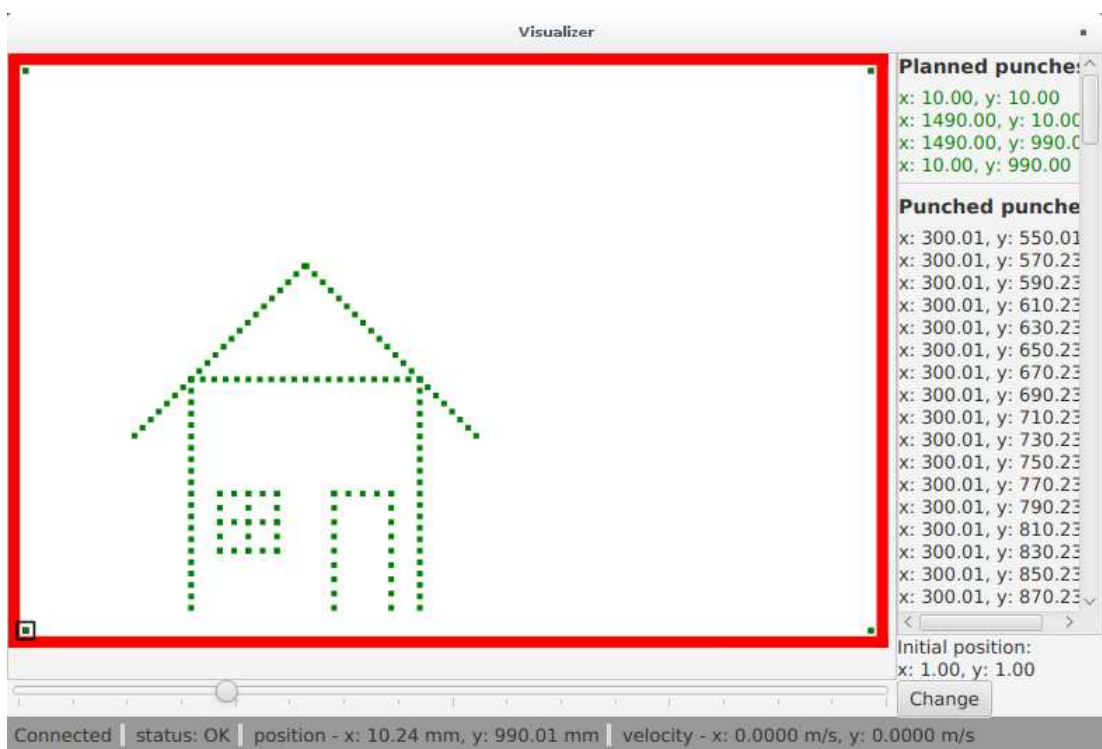 Visualizer
Planned punches
x: 10.00, y: 10.00
x: 1490.00, y: 10.00
x: 1490.00, y: 990.0
x: 10.00, y: 990.00
Punched punche
x: 300.01, y: 550.01
x: 300.01, y: 570.23
x: 300.01, y: 590.23
x: 300.01, y: 610.23
x: 300.01, y: 630.23
x: 300.01, y: 650.23
x: 300.01, y: 670.23
x: 300.01, y: 690.23
x: 300.01, y: 710.23
x: 300.01, y: 730.23
x: 300.01, y: 750.23
x: 300.01, y: 770.23
x: 300.01, y: 790.23
x: 300.01, y: 810.23
x: 300.01, y: 830.23
x: 300.01, y: 850.23
x: 300.01, y: 870.23
Initial position:
x: 1.00, y: 1.00
Change
Connected status: OK position - x: 10.24 mm, y: 990.01 mm velocity - x: 0.0000 m/s, y: 0.0000 m/s